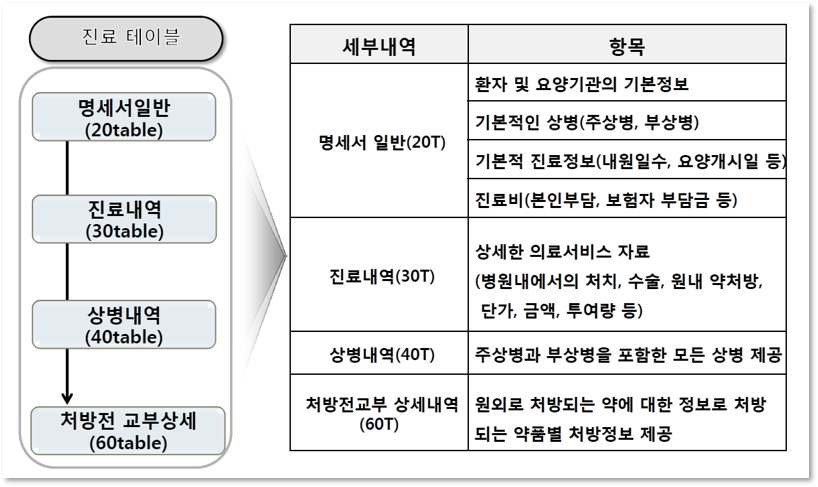 진료 테이블
명세서일반
(20table)
진료내역
(30table)
상병내역
(40table)
처방전 교부상세
(60table)
세부내역
항목
명세서 일반(20T)
환자 및 요양기관의 기본정보
기본적인 상병(주상병, 부상병)
기본적 진료정보(내원일수, 요양개시일 등)
진료비(본인부담, 보험자 부담금 등)
진료내역(30T)
상세한 의료서비스 자료
(병원내에서의 처치, 수술, 원내 약처방,
단가, 금액, 투여량 등)
상병내역(40T)
주상병과 부상병을 포함한 모든 상병 제공
처방전교부 상세내역
(60T)
원외로 처방되는 약에 대한 정보로 처방
되는 약품별 처방정보 제공